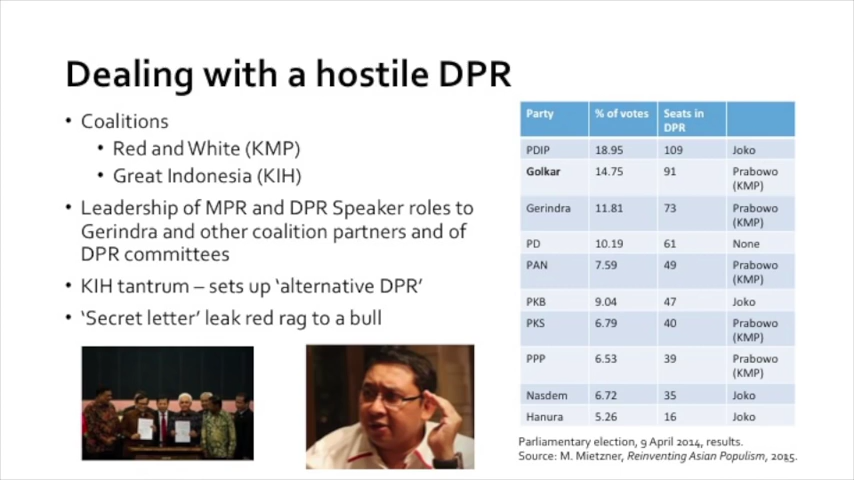 Dealing with a hostile DPR
• Coalitions
• Red and White (KMP)
• Great Indonesia (KIH)
• Leadership of MPR and DPR Speaker roles to
Gerindra and other coalition partners and of
DPR committees
• KIH tantrum – sets up ‘alternative DPR’
• ‘Secret letter’ leak red rag to a bull
Party % of votes Seats in
DPR
PDIP 18.95 109 Joko
Golkar 14.75 91 Prabowo
(KMP)
Gerindra 11.81 73 Prabowo
(KMP)
PD 10.19 61 None
PAN 7.59 49 Prabowo
(KMP)
PKB 9.04 47 Joko
PKS 6.79 40 Prabowo
(KMP)
PPP 6.53 39 Prabowo
(KMP)
Nasdem 6.72 35 Joko
Hanura 5.26 16 Joko
Parliamentary election, 9 April 2014, results.
Source: M. Mietzner, Reinventing Asian Populism, 2015.